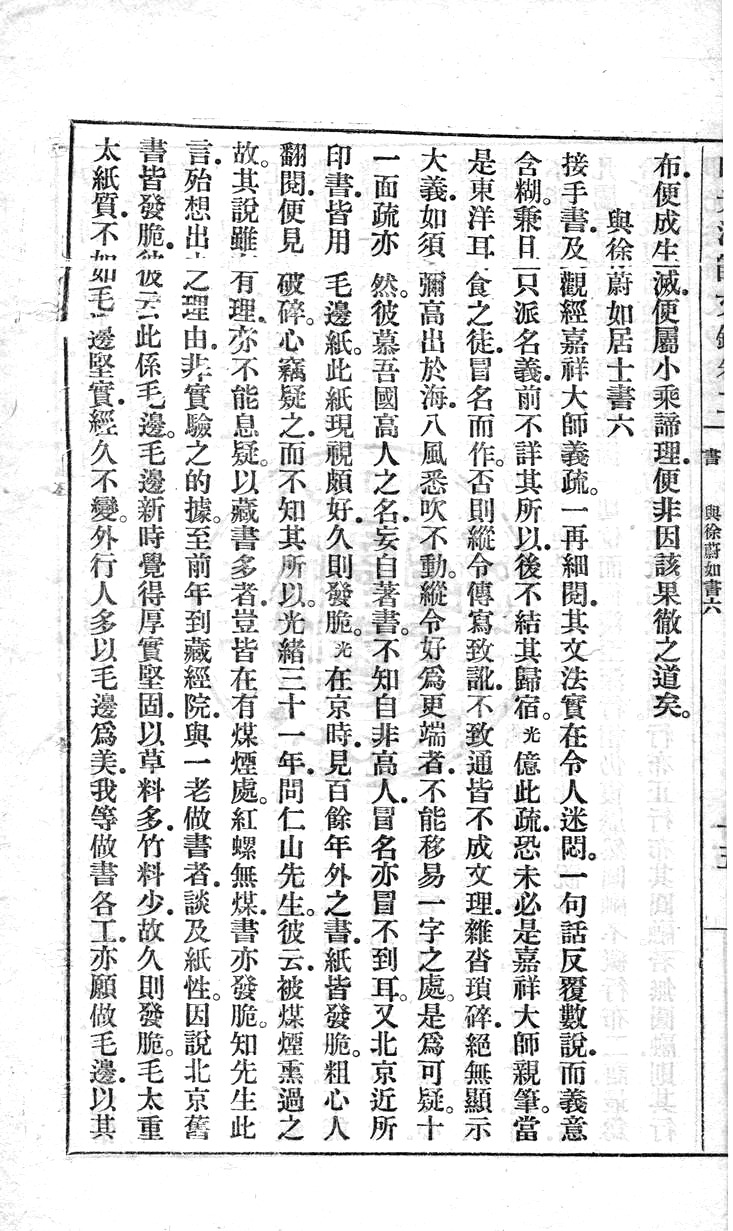 布便成生滅便屬小乘諦理便非因該果徹之道矣。
與徐蔚如居士書六
接手書及觀經嘉祥大師義疏。一再細閱其文法實在令人迷悶。一句話反覆數說而義意
含糊。兼且只派名義前不詳其所以後不結其歸宿。光億此疏恐未必是嘉祥大師親筆當
是東洋耳食之徒冒名而作。否則縱令傳寫致訛不致通皆不成文理雜沓瑣碎絕無顯示
大義如須彌高出於海八風悉吹不動。縱令好為更端者不能移易一字之處。是為可疑。十
一面疏亦然。彼慕吾國高人之名妄自著書。不知自非高人冒名亦冒不到耳。又北京近所
印書皆用毛邊紙。此紙現視頗好久則發脆。光在京時見百餘年外之書紙皆發脆。粗心人
翻閱便見破碎。心竊疑之而不知其所以。光緒三十一年問仁山先生。彼云被煤煙熏過之
故。其說雖有理亦不能息疑。以藏書多者豈皆在有煤煙處。紅螺無煤書亦發脆。知先生此
言殆想出之理由非實驗之的據。至前年到藏經院與一老做書者談及紙性。因說北京舊
書皆發脆彼云此係毛邊。毛邊新時覺得厚實堅固以草料多竹料少。故久則發脆。毛太重
太紙質不如毛邊堅實經久不變。外行人多以毛邊為美我等做書各工亦願做毛邊以其
書
與徐蔚如書六